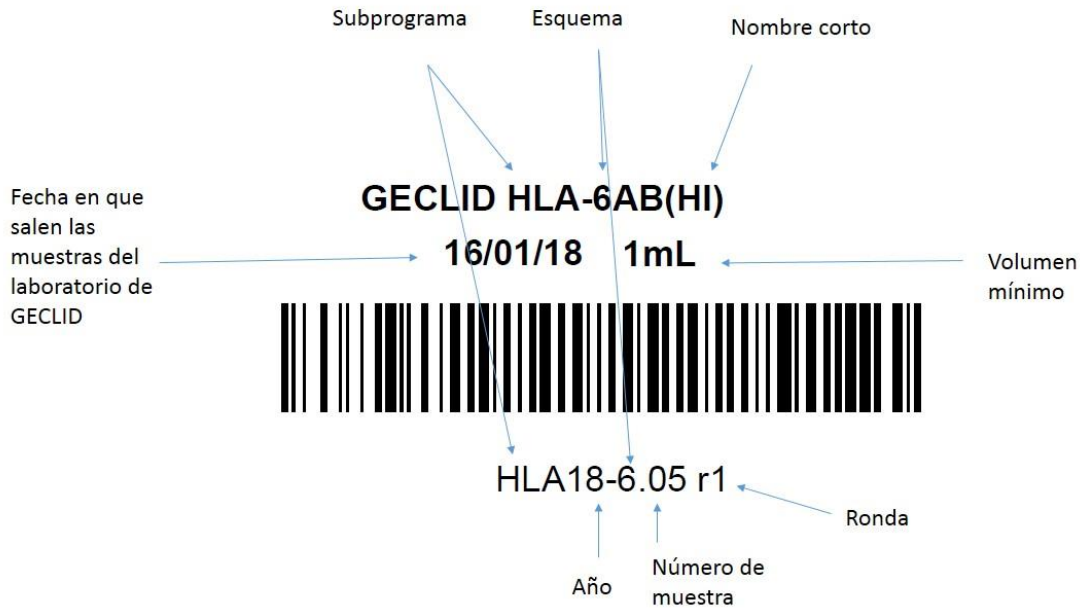 Subprograma
Esquema
Nombre corto
GECLID HLA-6AB(HI)
Fecha en que
salen las
muestras del
laboratorio de
GECLID
16/01/18 1mL
Volumen
mínimo
HLA18-6.05 r1
Ronda
Año
Número de
muestra